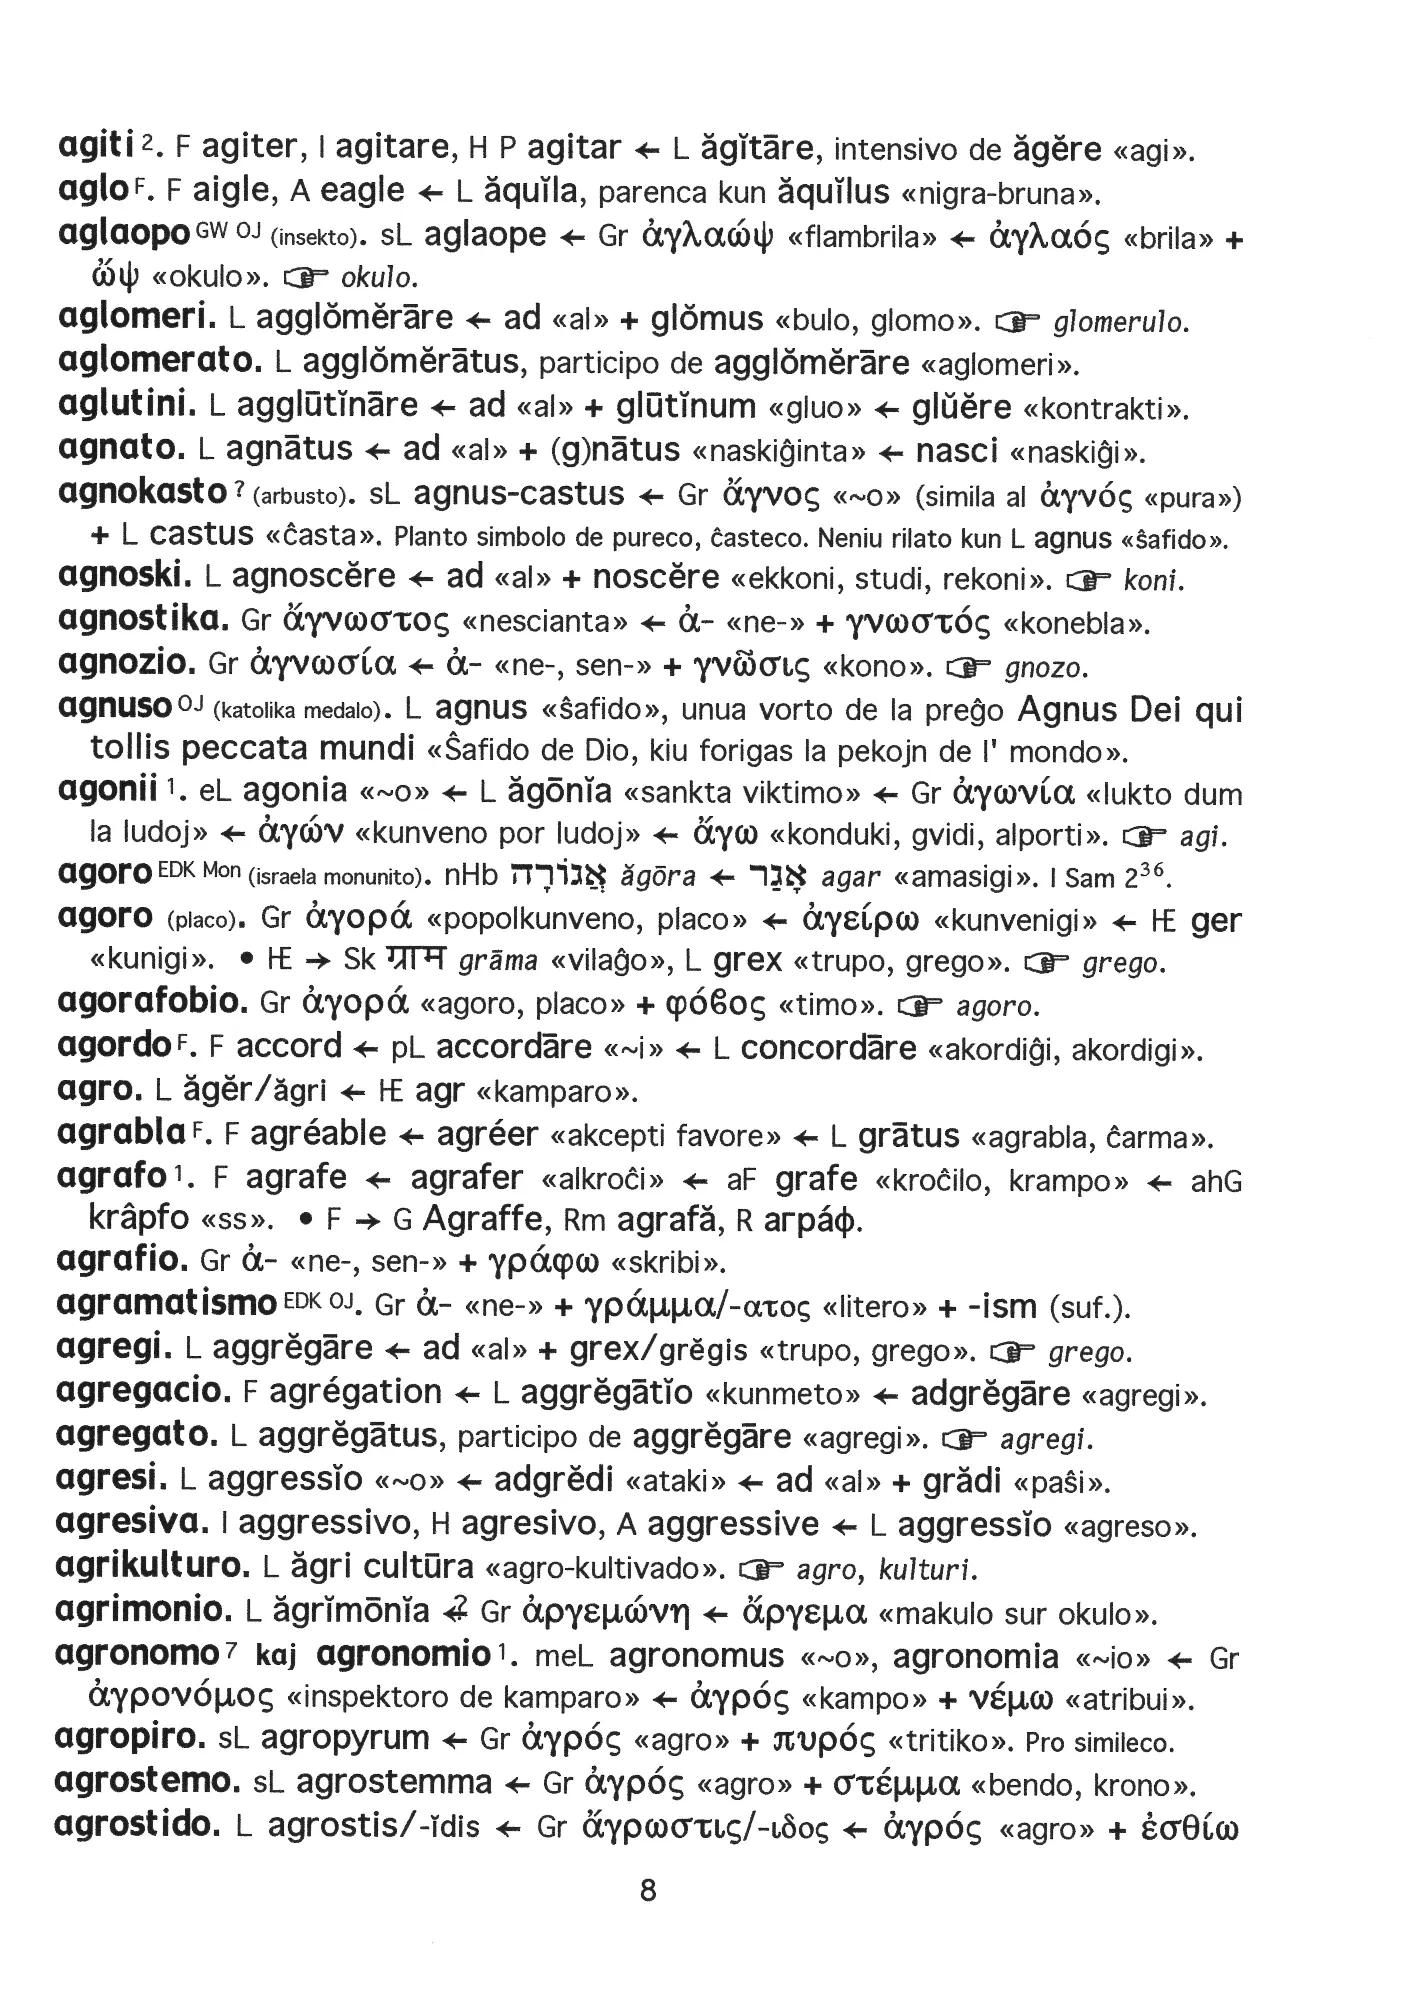 agiti ². F agiter, I agitare, H P agitar ← L ăgĭtāre, intensivo de ăgĕre «agi».
aglo F. F aigle, A eagle ← L ăquĭla, parenca kun ăquĭlus «nigra-bruna».
aglaopo GW OJ (insekto). sL aglaope ← Gr ἀγλαώψ «flambrila» ← ἀγλαός «brila» +
ὤψ «okulo». ☞ okulo.
aglomeri. L agglŏmĕrāre ← ad «al» + glŏmus «bulo, glomo». ☞ glomerulo.
aglomerato. L agglŏmĕrātus, participo de agglŏmĕrāre «aglomeri».
aglutini. L agglūtĭnāre ← ad «al» + glūtĭnum «gluo» ← glŭĕre «kontrakti».
agnato. L agnātus ← ad «al» + (g)nātus «naskiĝinta» ← nasci «naskiĝi».
agnokasto ? (arbusto). sL agnus-castus ← Gr ἄγνος «~o» (simila al ἁγνός «pura»)
+ L castus «ĉasta». Planto simbolo de pureco, ĉasteco. Neniu rilato kun L agnus «ŝafido».
agnoski. L agnoscĕre ← ad «al» + noscĕre «ekkoni, studi, rekoni». ☞ koni.
agnostika. Gr ἄγνωστος «nescianta» ← ἀ- «ne-» + γνωστός «konebla».
agnozio. Gr ἀγνωσία ← ἀ- «ne-, sen-» + γνῶσις «kono». ☞ gnozo.
agnuso OJ (katolika medalo). L agnus «ŝafido», unua vorto de la preĝo Agnus Dei qui
tollis peccata mundi «Ŝafido de Dio, kiu forigas la pekojn de l' mondo».
agonii ¹. eL agonia «~o» ← L ăgōnĭa «sankta viktimo» ← Gr ἀγωνία «lukto dum
la ludoj» ← ἀγών «kunveno por ludoj» ← ἄγω «konduki, gvidi, alporti». ☞ agi.
agoro EDK Mon (israela monunito). nHb אֲגוֹרָה ăgōra ← אָגַר agar «amasigi». I Sam 2³⁶.
agoro (placo). Gr ἀγορά «popolkunveno, placo» ← ἀγείρω «kunvenigi» ← IE ger
«kunigi». • IE → Sk ग्राम grāma «vilaĝo», L grex «trupo, grego». ☞ grego.
agorafobio. Gr ἀγορά «agoro, placo» + φόϐος «timo». ☞ agoro.
agordo F. F accord ← pL accordāre «~i» ← L concordāre «akordiĝi, akordigi».
agro. L ăgĕr/ăgri ← IE agr «kamparo».
agrabla F. F agréable ← agréer «akcepti favore» ← L grātus «agrabla, ĉarma».
agrafo ¹. F agrafe ← agrafer «alkroĉi» ← aF grafe «kroĉilo, krampo» ← ahG
krâpfo «ss». • F → G Agraffe, Rm agrafă, R аграф.
agrafio. Gr ἀ- «ne-, sen-» + γράφω «skribi».
agramatismo EDK OJ. Gr ἀ- «ne-» + γράμμα/-ατος «litero» + -ism (suf.).
agregi. L aggrĕgāre ← ad «al» + grex/grĕgis «trupo, grego». ☞ grego.
agregacio. F agrégation ← L aggrĕgātĭo «kunmeto» ← adgrĕgāre «agregi».
agregato. L aggrĕgātus, participo de aggrĕgāre «agregi». ☞ agregi.
agresi. L aggressĭo «~o» ← adgrĕdi «ataki» ← ad «al» + grădi «paŝi».
agresiva. I aggressivo, H agresivo, A aggressive ← L aggressĭo «agreso».
agrikulturo. L ăgri cultūra «agro-kultivado». ☞ agro, kulturi.
agrimonio. L ăgrĭmōnĭa ←? Gr ἀργεμώνη ← ἄργεμα «makulo sur okulo».
agronomo ⁷ kaj agronomio ¹. meL agronomus «~o», agronomia «~io» ← Gr
ἀγρονόμος «inspektoro de kamparo» ← ἀγρός «kampo» + νέμω «atribui».
agropiro. sL agropyrum ← Gr ἀγρός «agro» + πυρός «tritiko». Pro simileco.
agrostemo. sL agrostemma ← Gr ἀγρός «agro» + στέμμα «bendo, krono».
agrostido. L agrostis/-ĭdis ← Gr ἄγρωστις/-ιδος ← ἀγρός «agro» + ἐσθίω
8